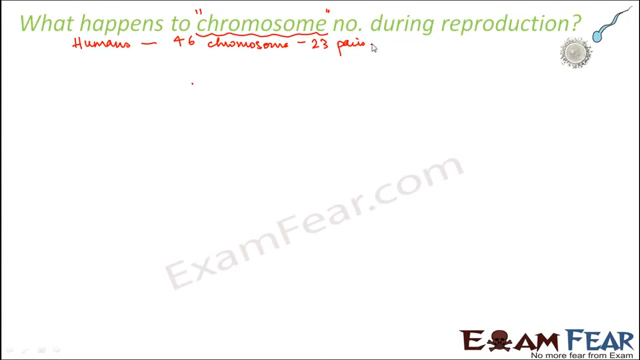 What happens to "chromosome" no. during reproduction?
Humans — 46 chromosome - 23 pairs
ExamFear.com
EXAM FEAR
No more fear from Exam